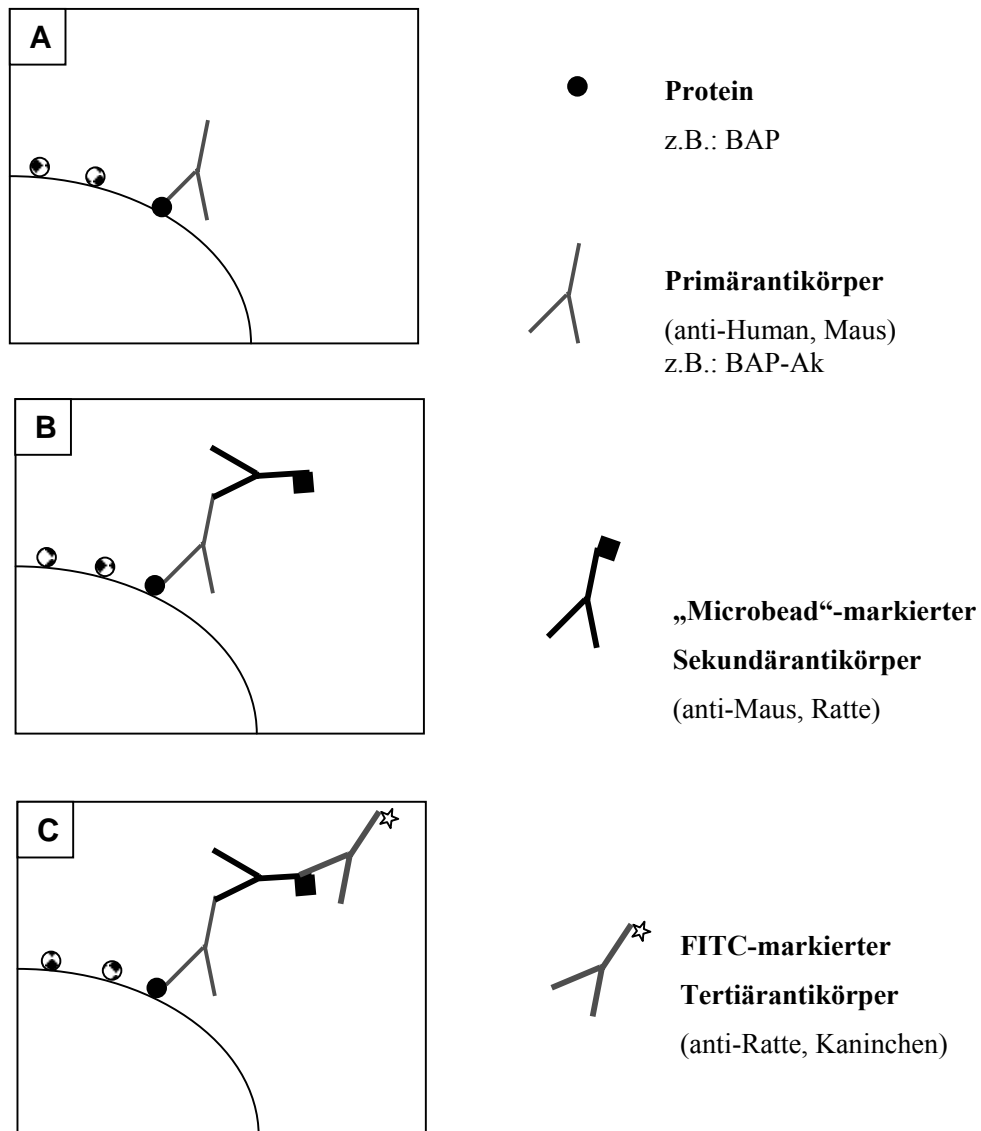 A
Protein
z.B.: BAP
Primärantikörper
(anti-Human, Maus)
z.B.: BAP-Ak
B
„Microbead“-markierter
Sekundärantikörper
(anti-Maus, Ratte)
C
FITC-markierter
Tertiärantikörper
(anti-Ratte, Kaninchen)